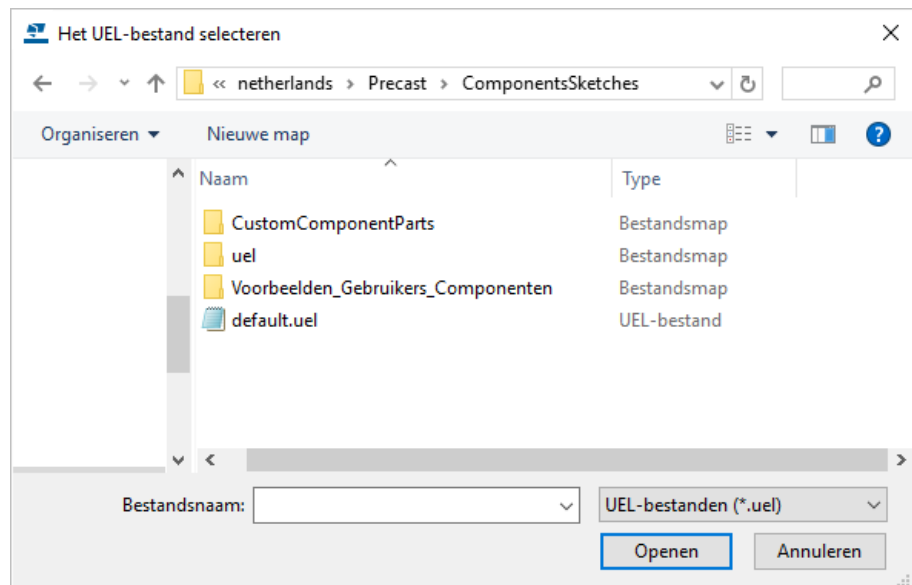 Het UEL-bestand selecteren
« netherlands > Precast > ComponentsSketches
Organiseren Nieuwe map
Naam Type
CustomComponentParts Bestandsmap
uel Bestandsmap
Voorbeelden_Gebruikers_Componenten Bestandsmap
default.uel UEL-bestand
Bestandsnaam: UEL-bestanden (*.uel)
Openen Annuleren